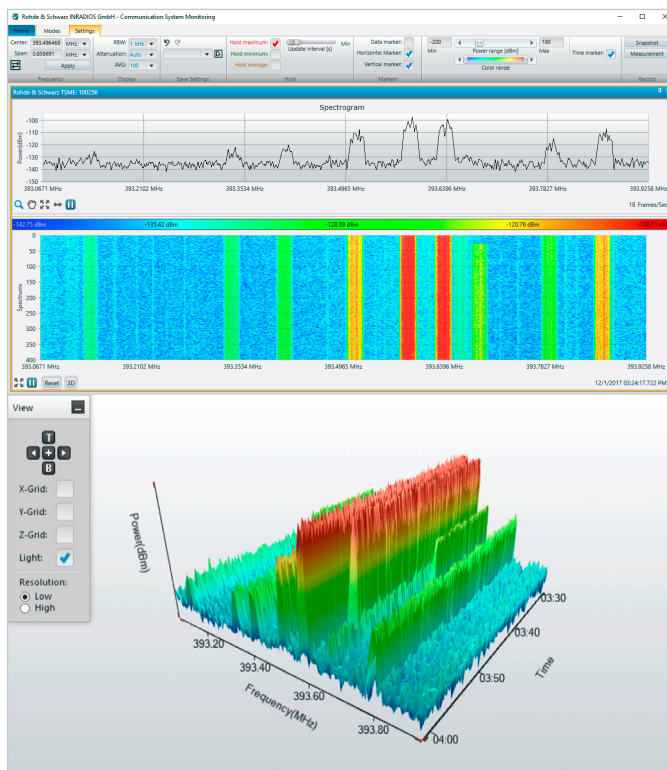 Rohde & Schwarz INRADIOS GmbH - Communication System Monitoring
Home Modes Settings
Center: 393.496468 MHz RBW: 1 kHz Hold maximum: Update interval [s] Min Data marker: -200 100 Snapshot
Span: 0.858691 MHz Attenuation: Auto Hold minimum: Horizontal Marker: Min Power range [dBm] Max Time marker: Measurement
Apply AVG: 100 Hold average: Vertical marker: Color range
Frequency Display Save Settings Hold Markers Record
Rohde & Schwarz TSME: 100256
Spectrogram
Power(dBm)
-100
-110
-120
-130
-140
-150
393.0671 MHz 393.2102 MHz 393.3534 MHz 393.4965 MHz 393.6396 MHz 393.7827 MHz 393.9258 MHz
18 Frames/Sec
-142.75 dBm -135.42 dBm -128.09 dBm -120.76 dBm
Spectrums
0
50
100
150
200
250
300
350
400
393.0671 MHz 393.2102 MHz 393.3534 MHz 393.4965 MHz 393.6396 MHz 393.7827 MHz 393.9258 MHz
Reset 3D 12/1/2017 03:24:17.722 PM
View
T
B
X-Grid:
Y-Grid:
Z-Grid:
Light:
Resolution:
Low
High
Power(dBm)
393.20
393.40
393.60
393.80
Frequency(MHz)
03:30
03:40
03:50
04:00
Time